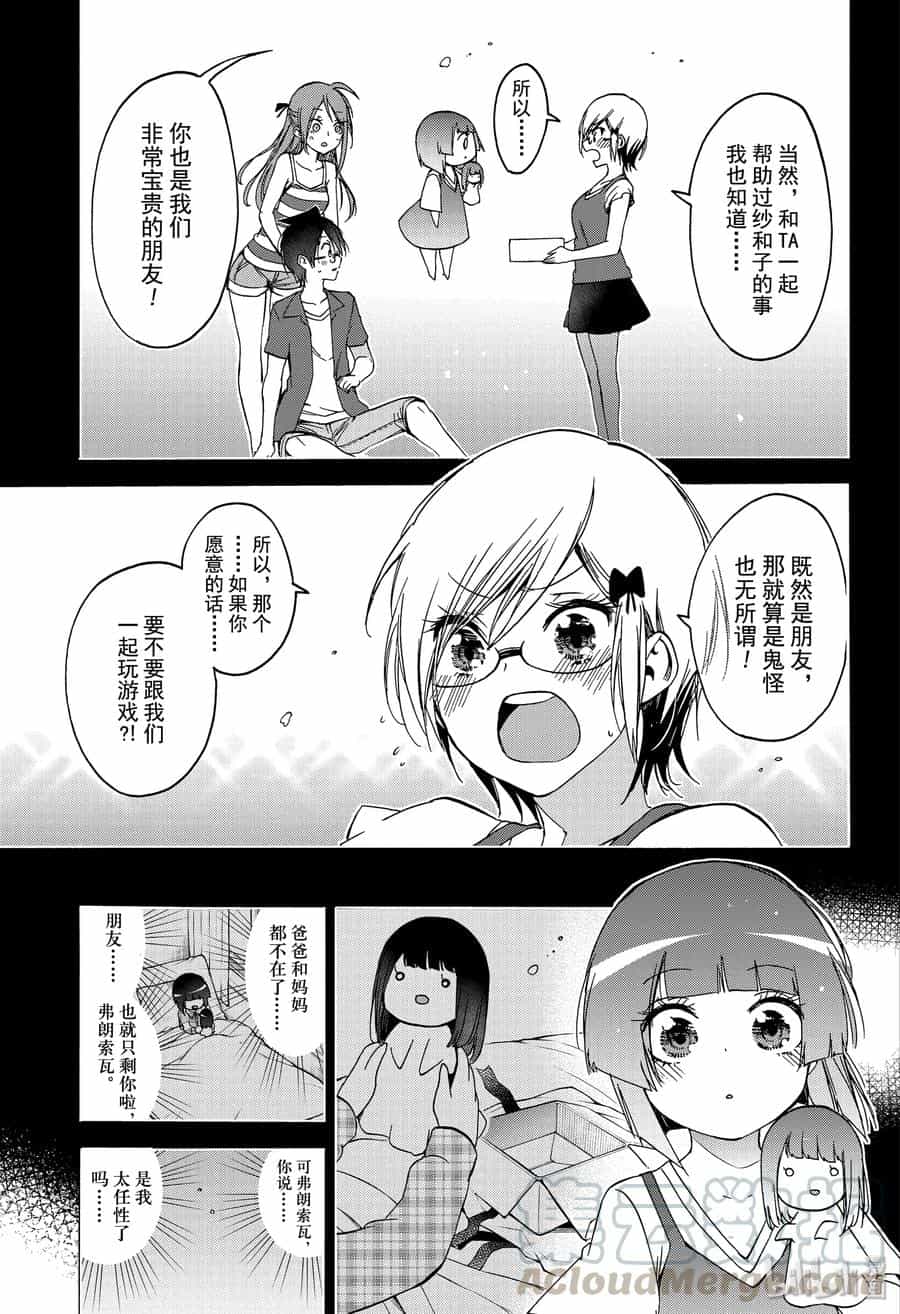 当然，和TA一起
帮助过纱和子的事
我也知道……
所以……
你也是我们
非常宝贵的朋友！
既然是朋友，
那就算是鬼怪
也无所谓！
所以，那个
……如果你
愿意的话……
要不要跟我们
一起玩游戏?!
爸爸和妈妈
都不在了……
朋友……
也就只剩你啦，
弗朗索瓦。
可弗朗索瓦，
你说……
是我
太任性了
吗……
集云数据
ACloudMerge.com